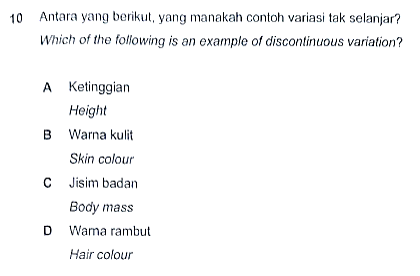 10 Antara yang berikut, yang manakah contoh variasi tak selanjar?
Which of the following is an example of discontinuous variation?
A Ketinggian
Height
B Warna kulit
Skin colour
C Jisim badan
Body mass
D Warna rambut
Hair colour